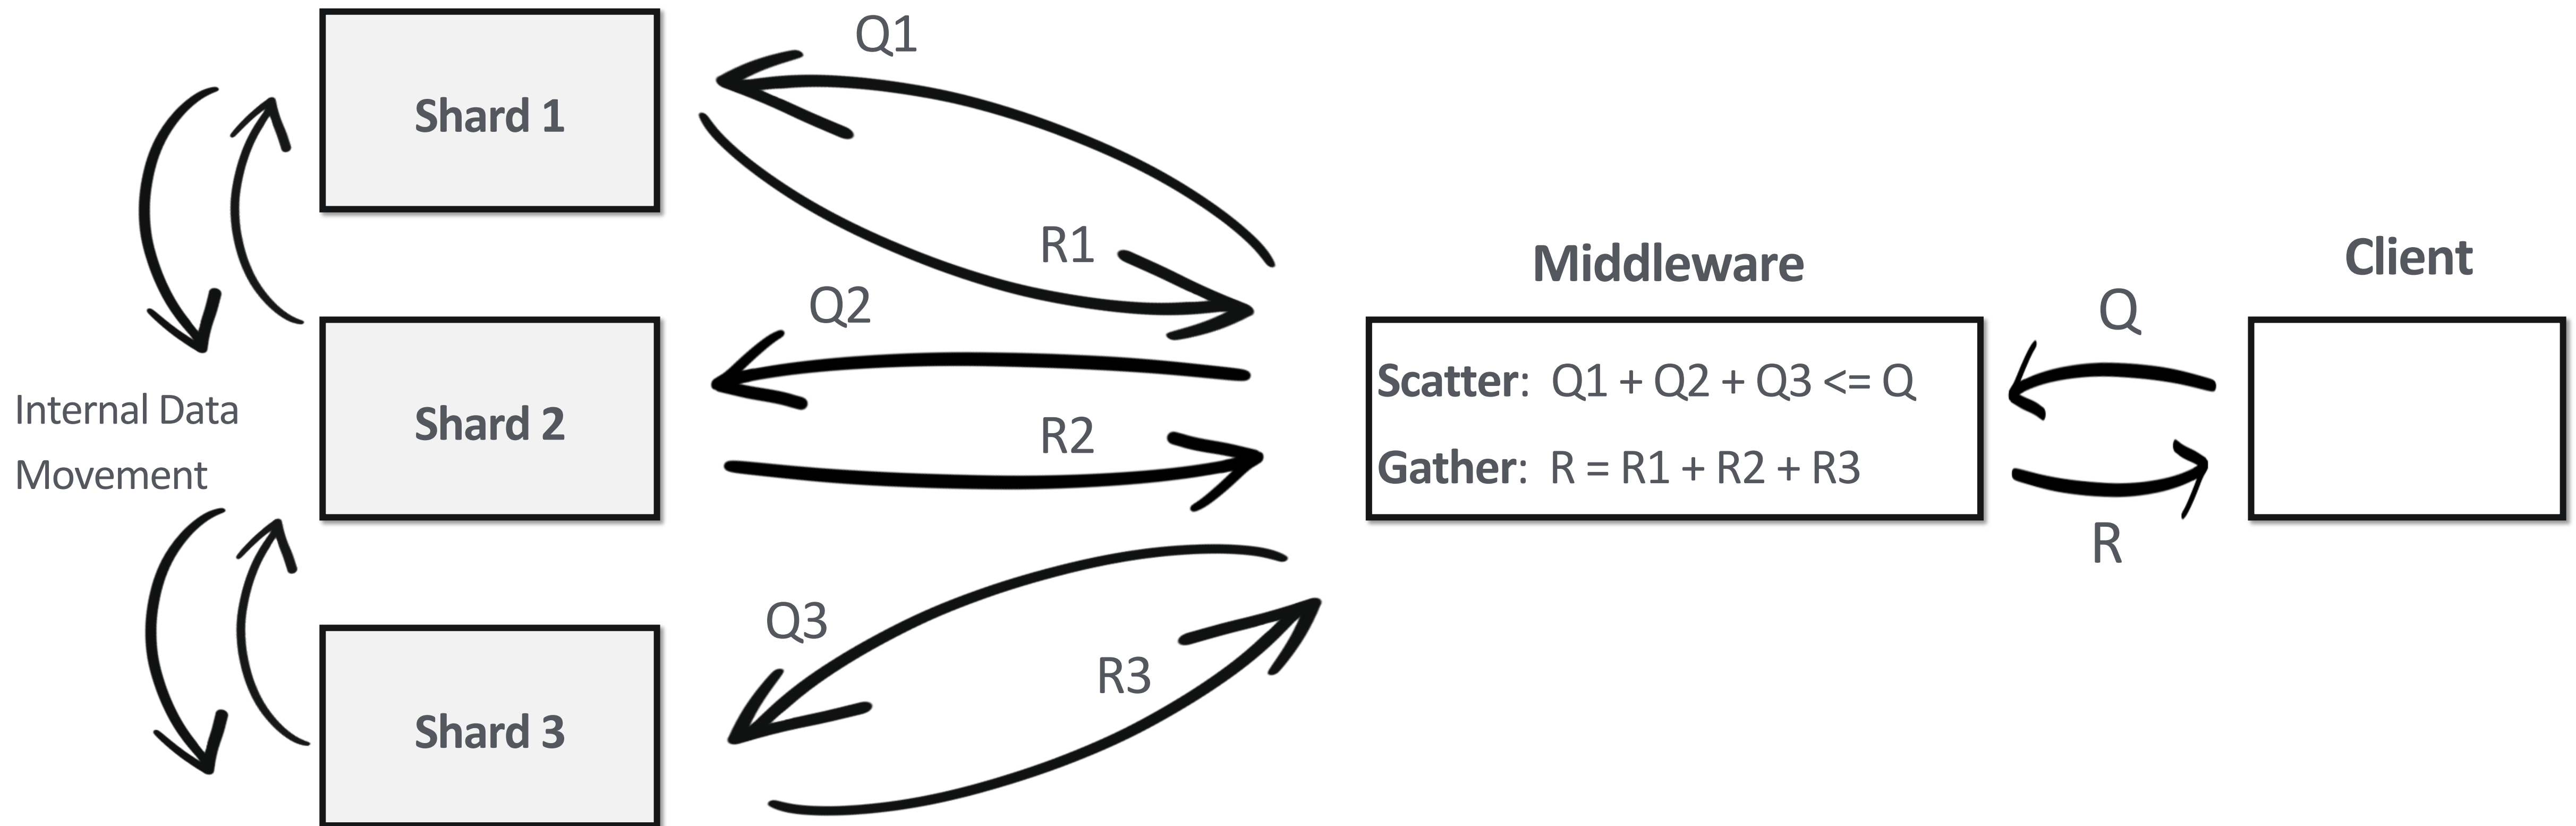 Q1
Shard 1
R1
Middleware
Client
Q2
Q
Scatter:  Q1 + Q2 + Q3 <= Q
Internal Data
Movement
Shard 2
R2
Gather:  R = R1 + R2 + R3
R
Q3
R3
Shard 3